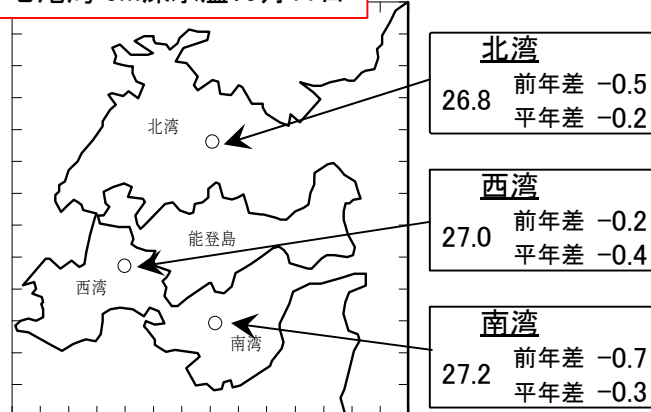 北湾
26.8 前年差 -0.5
平年差 -0.2
西湾
27.0 前年差 -0.2
平年差 -0.4
南湾
27.2 前年差 -0.7
平年差 -0.3
北湾
能登島
西湾
南湾